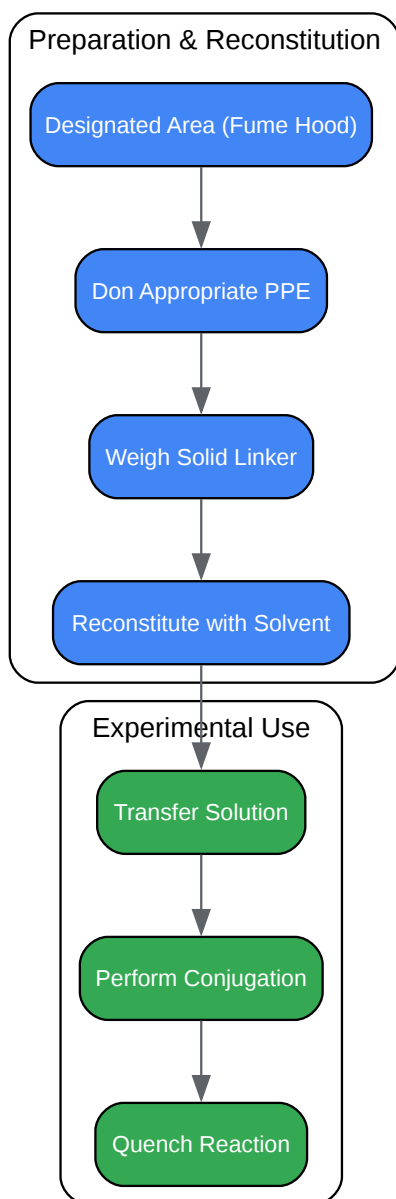 Preparation & Reconstitution
Designated Area (Fume Hood)
Don Appropriate PPE
Weigh Solid Linker
Reconstitute with Solvent
Experimental Use
Transfer Solution
Perform Conjugation
Quench Reaction